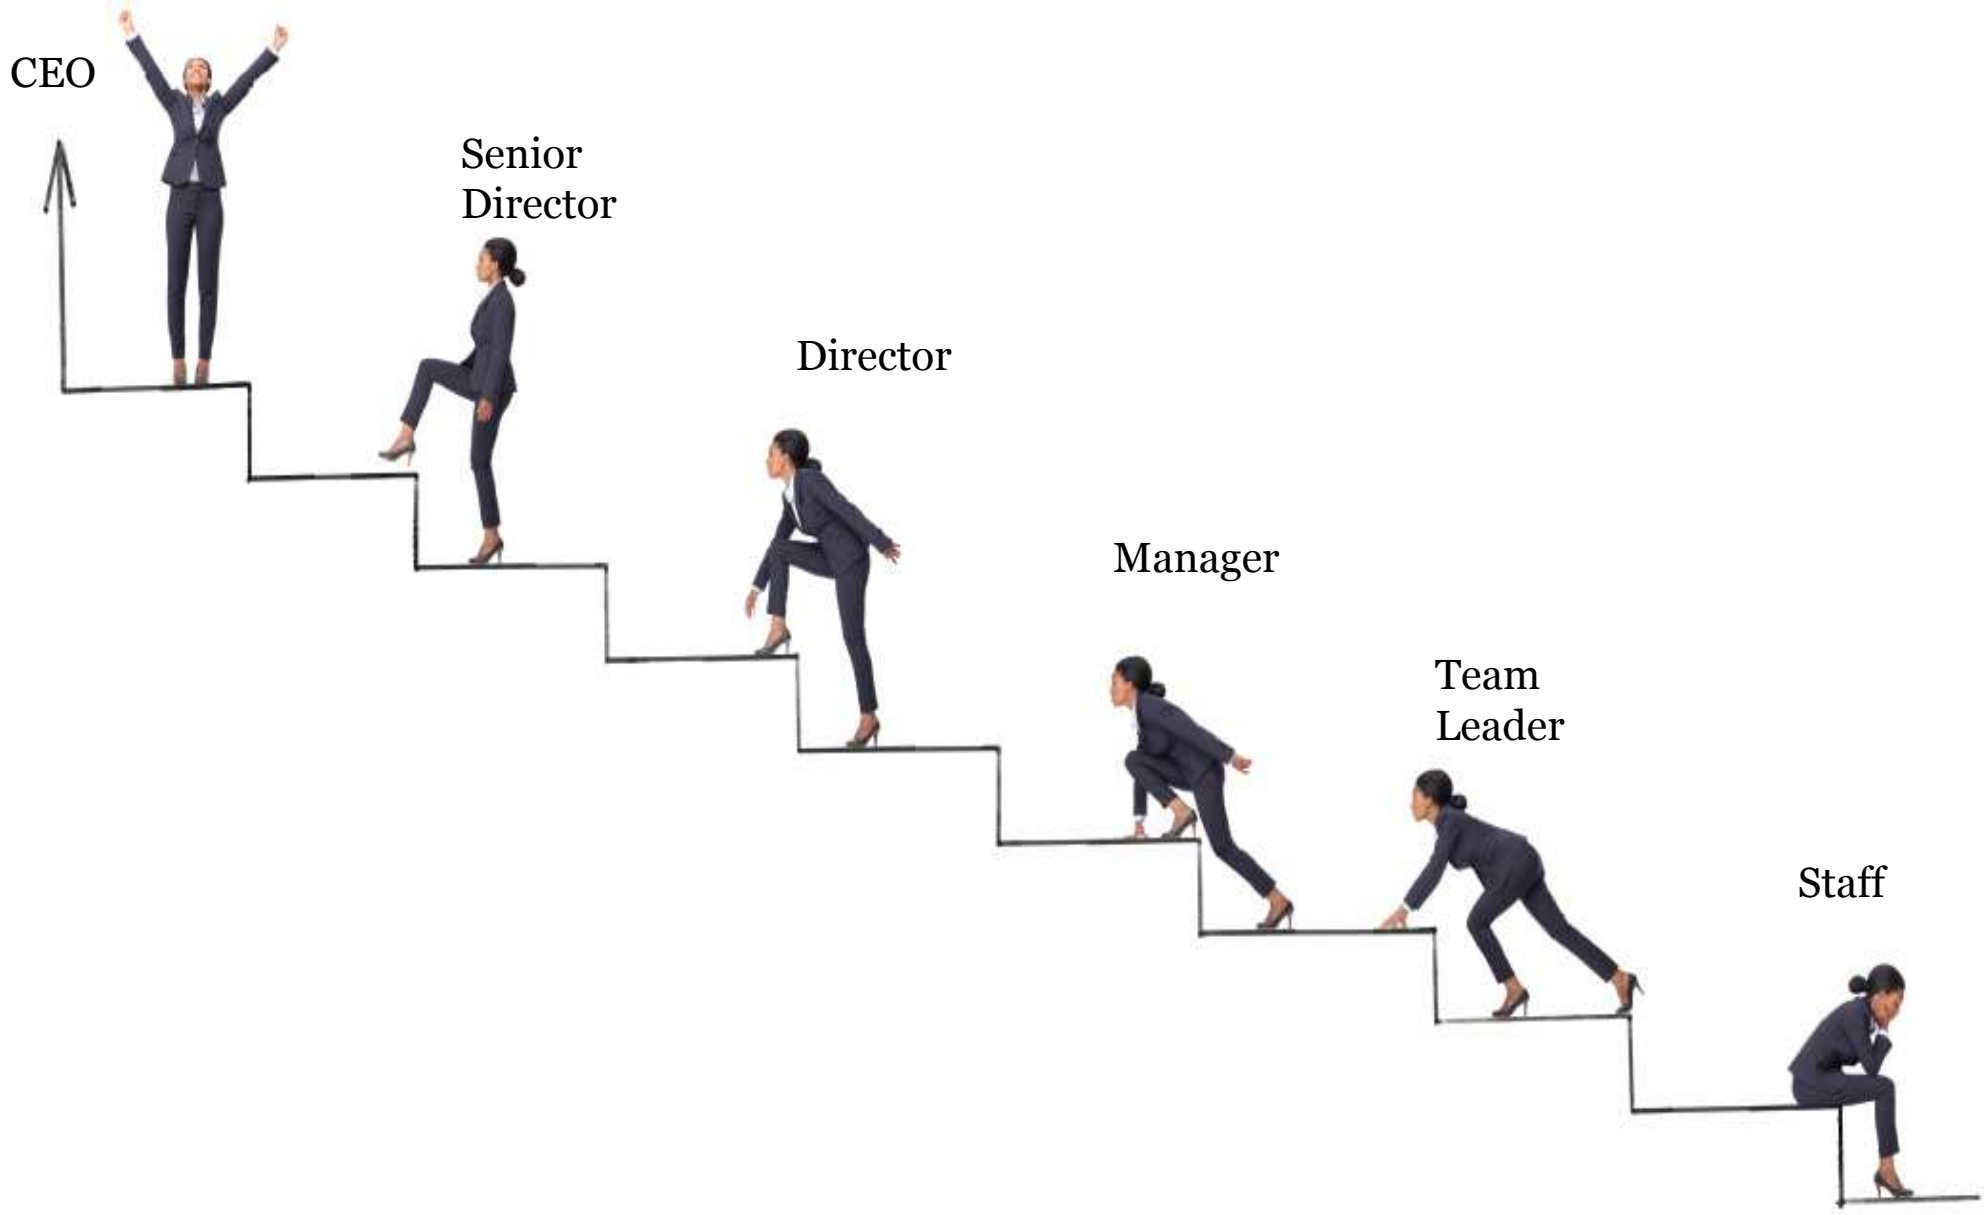 CEO
Senior
Director
Director
Manager
Team
Leader
Staff